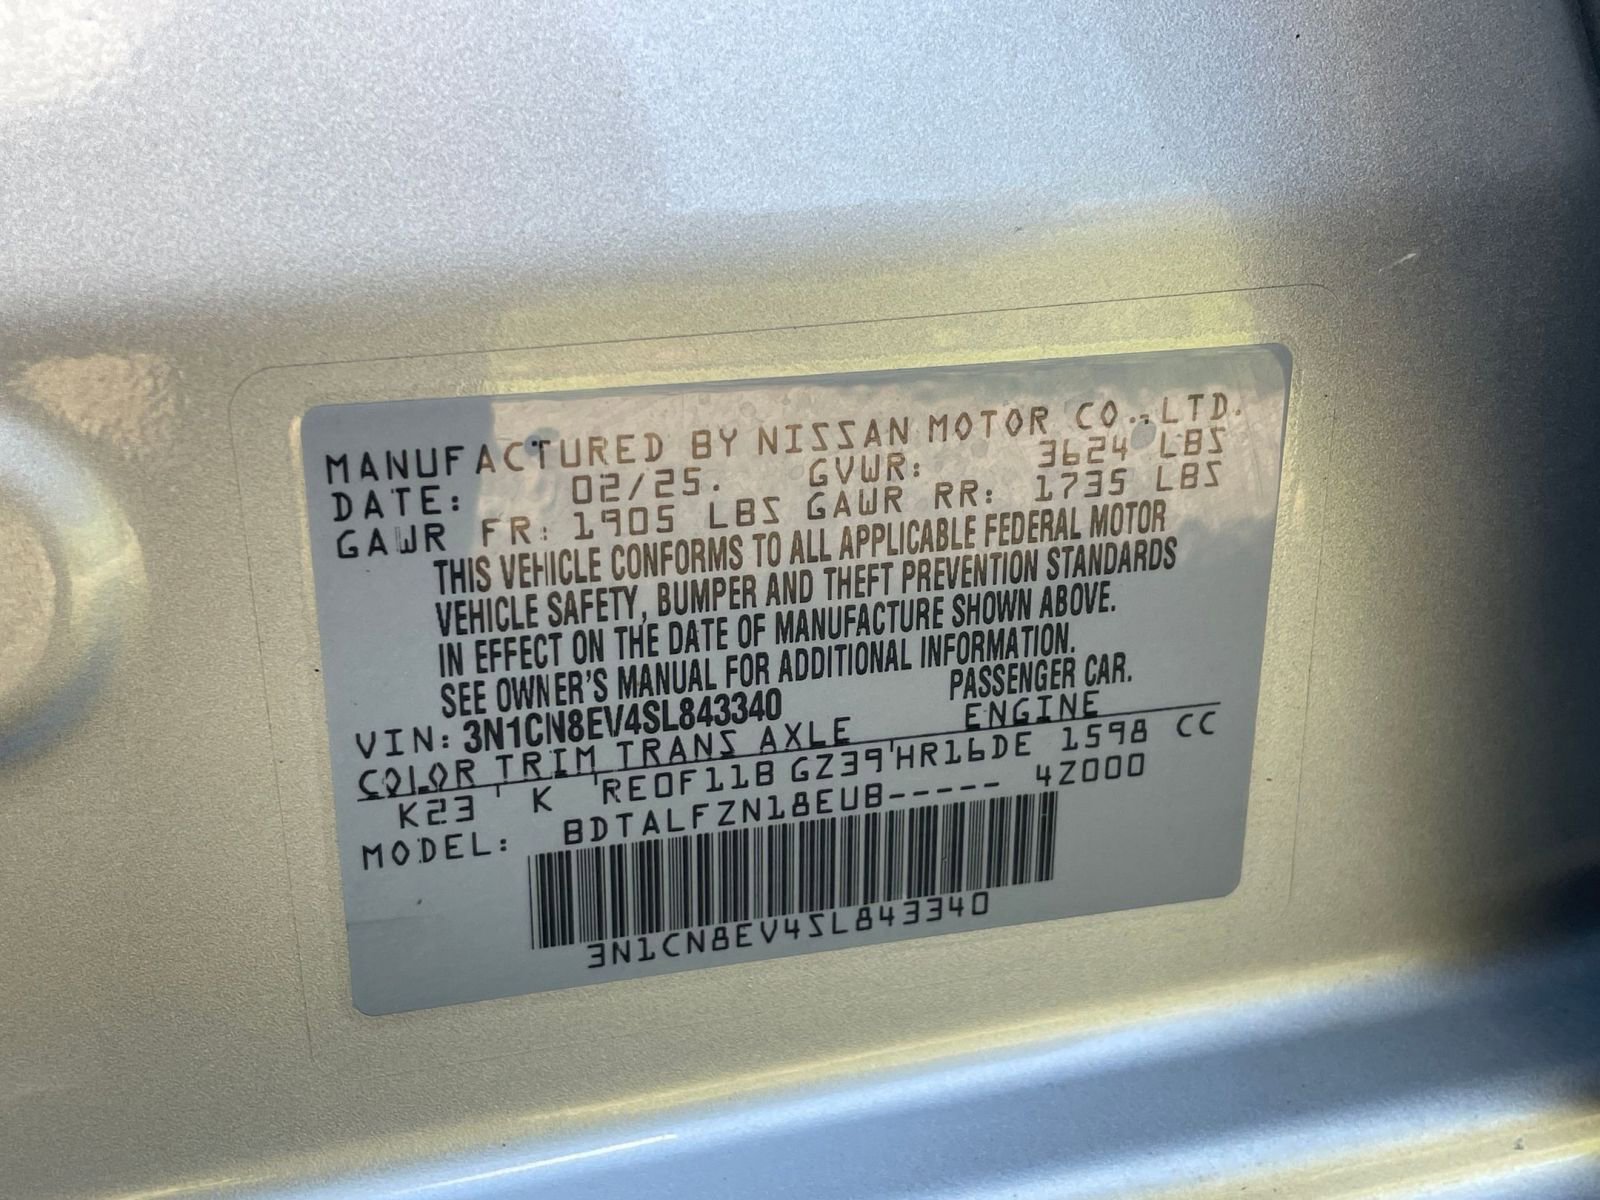 MANUFACTURED BY NISSAN MOTOR CO.,LTD.
DATE: 02/25. GVWR: 3624 LBS
GAWR FR: 1905 LBS GAWR RR: 1735 LBS
THIS VEHICLE CONFORMS TO ALL APPLICABLE FEDERAL MOTOR
VEHICLE SAFETY, BUMPER AND THEFT PREVENTION STANDARDS
IN EFFECT ON THE DATE OF MANUFACTURE SHOWN ABOVE.
SEE OWNER'S MANUAL FOR ADDITIONAL INFORMATION.
PASSENGER CAR.
VIN: 3N1CN8EV4SL843340
COLOR TRIM TRANS AXLE ENGINE
K23 K RE0F11B GZ39 HR16DE 1598 CC
MODEL: BDTALFZN18EUB----- 4Z000
3N1CN8EV4SL843340